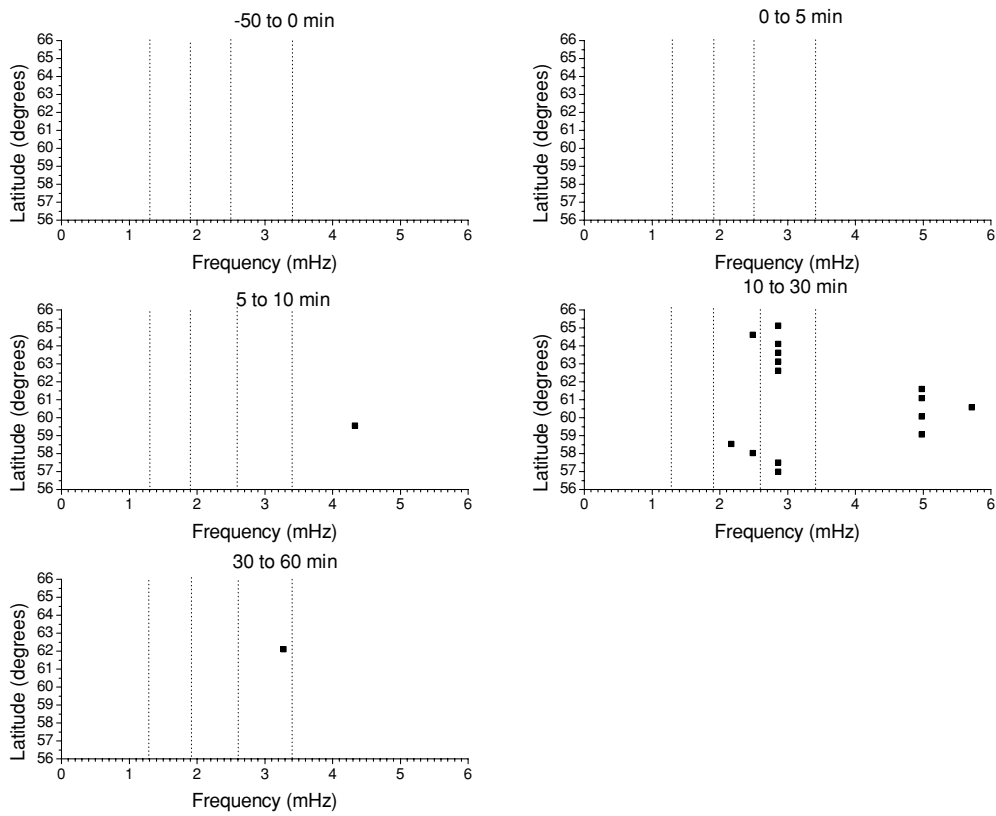 -50 to 0 min
66
65
64
63
62
61
60
59
58
57
56
Latitude (degrees)
0 1 2 3 4 5 6
Frequency (mHz)
0 to 5 min
66
65
64
63
62
61
60
59
58
57
56
Latitude (degrees)
0 1 2 3 4 5 6
Frequency (mHz)
5 to 10 min
66
65
64
63
62
61
60
59
58
57
56
Latitude (degrees)
0 1 2 3 4 5 6
Frequency (mHz)
10 to 30 min
66
65
64
63
62
61
60
59
58
57
56
Latitude (degrees)
0 1 2 3 4 5 6
Frequency (mHz)
30 to 60 min
66
65
64
63
62
61
60
59
58
57
56
Latitude (degrees)
0 1 2 3 4 5 6
Frequency (mHz)